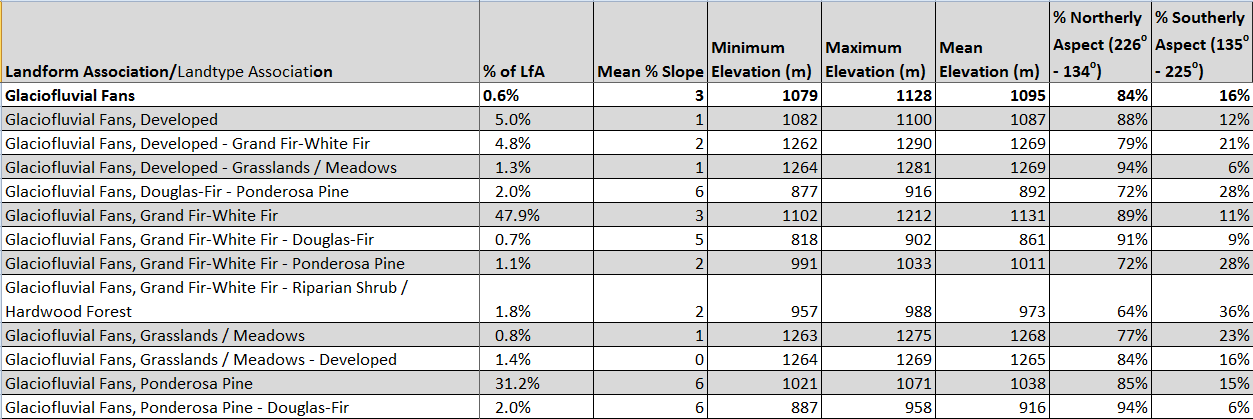 Landform Association/Landtype Association | % of LfA | Mean % Slope | Minimum Elevation (m) | Maximum Elevation (m) | Mean Elevation (m) | % Northerly Aspect (226° - 134°) | % Southerly Aspect (135° - 225°)
Glaciofluvial Fans | 0.6% | 3 | 1079 | 1128 | 1095 | 84% | 16%
Glaciofluvial Fans, Developed | 5.0% | 1 | 1082 | 1100 | 1087 | 88% | 12%
Glaciofluvial Fans, Developed - Grand Fir-White Fir | 4.8% | 2 | 1262 | 1290 | 1269 | 79% | 21%
Glaciofluvial Fans, Developed - Grasslands / Meadows | 1.3% | 1 | 1264 | 1281 | 1269 | 94% | 6%
Glaciofluvial Fans, Douglas-Fir - Ponderosa Pine | 2.0% | 6 | 877 | 916 | 892 | 72% | 28%
Glaciofluvial Fans, Grand Fir-White Fir | 47.9% | 3 | 1102 | 1212 | 1131 | 89% | 11%
Glaciofluvial Fans, Grand Fir-White Fir - Douglas-Fir | 0.7% | 5 | 818 | 902 | 861 | 91% | 9%
Glaciofluvial Fans, Grand Fir-White Fir - Ponderosa Pine | 1.1% | 2 | 991 | 1033 | 1011 | 72% | 28%
Glaciofluvial Fans, Grand Fir-White Fir - Riparian Shrub /
Hardwood Forest | 1.8% | 2 | 957 | 988 | 973 | 64% | 36%
Glaciofluvial Fans, Grasslands / Meadows | 0.8% | 1 | 1263 | 1275 | 1268 | 77% | 23%
Glaciofluvial Fans, Grasslands / Meadows - Developed | 1.4% | 0 | 1264 | 1269 | 1265 | 84% | 16%
Glaciofluvial Fans, Ponderosa Pine | 31.2% | 6 | 1021 | 1071 | 1038 | 85% | 15%
Glaciofluvial Fans, Ponderosa Pine - Douglas-Fir | 2.0% | 6 | 887 | 958 | 916 | 94% | 6%